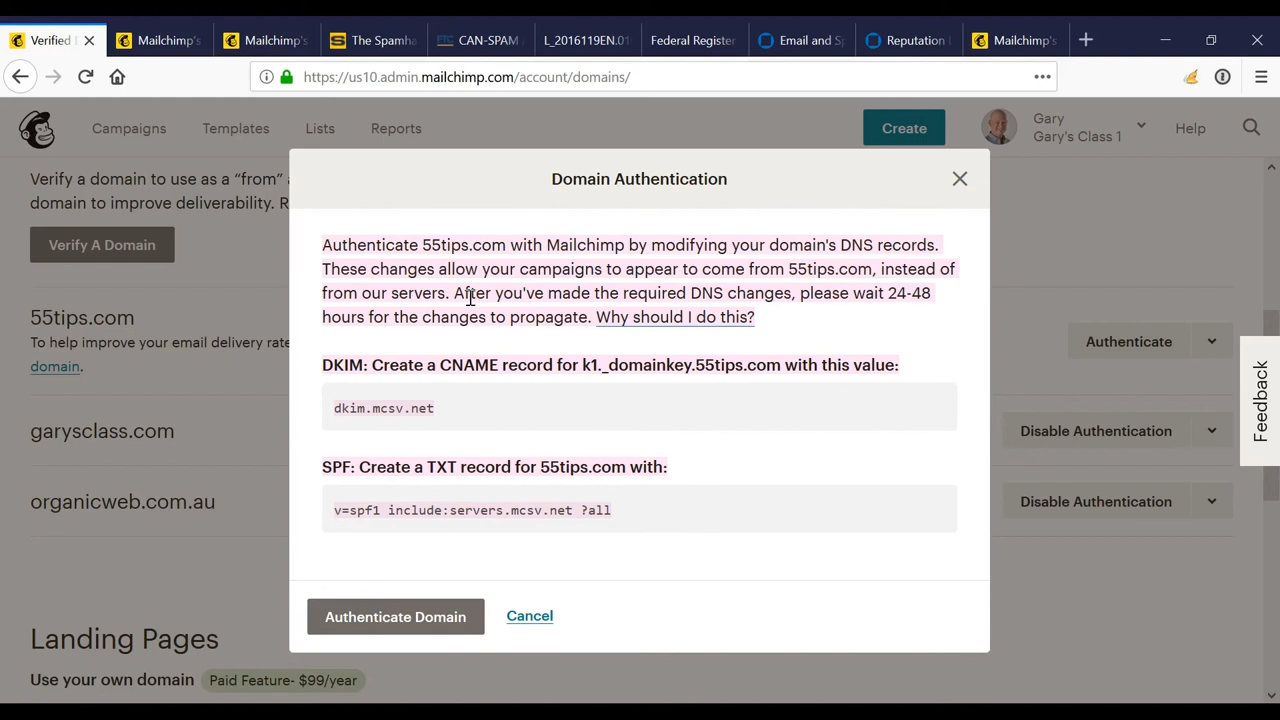 Verified D
Mailchimp's
Mailchimp's
The Spamha
CAN-SPAM
L_2016119EN.01
Federal Register
Email and Sp
Reputation
Mailchimp's
https://us10.admin.mailchimp.com/account/domains/
Campaigns
Templates
Lists
Reports
Create
Gary
Gary's Class 1
Help
Verify a domain to use as a “from” a
domain to improve deliverability. R
Verify A Domain
Domain Authentication
Authenticate 55tips.com with Mailchimp by modifying your domain's DNS records.
These changes allow your campaigns to appear to come from 55tips.com, instead of
from our servers. After you've made the required DNS changes, please wait 24-48
hours for the changes to propagate. Why should I do this?
DKIM: Create a CNAME record for k1._domainkey.55tips.com with this value:
dkim.mcsv.net
SPF: Create a TXT record for 55tips.com with:
v=spf1 include:servers.mcsv.net ?all
Authenticate Domain
Cancel
55tips.com
To help improve your email delivery rate
domain.
Authenticate
garysclass.com
Disable Authentication
organicweb.com.au
Disable Authentication
Feedback
Landing Pages
Use your own domain
Paid Feature- $99/year